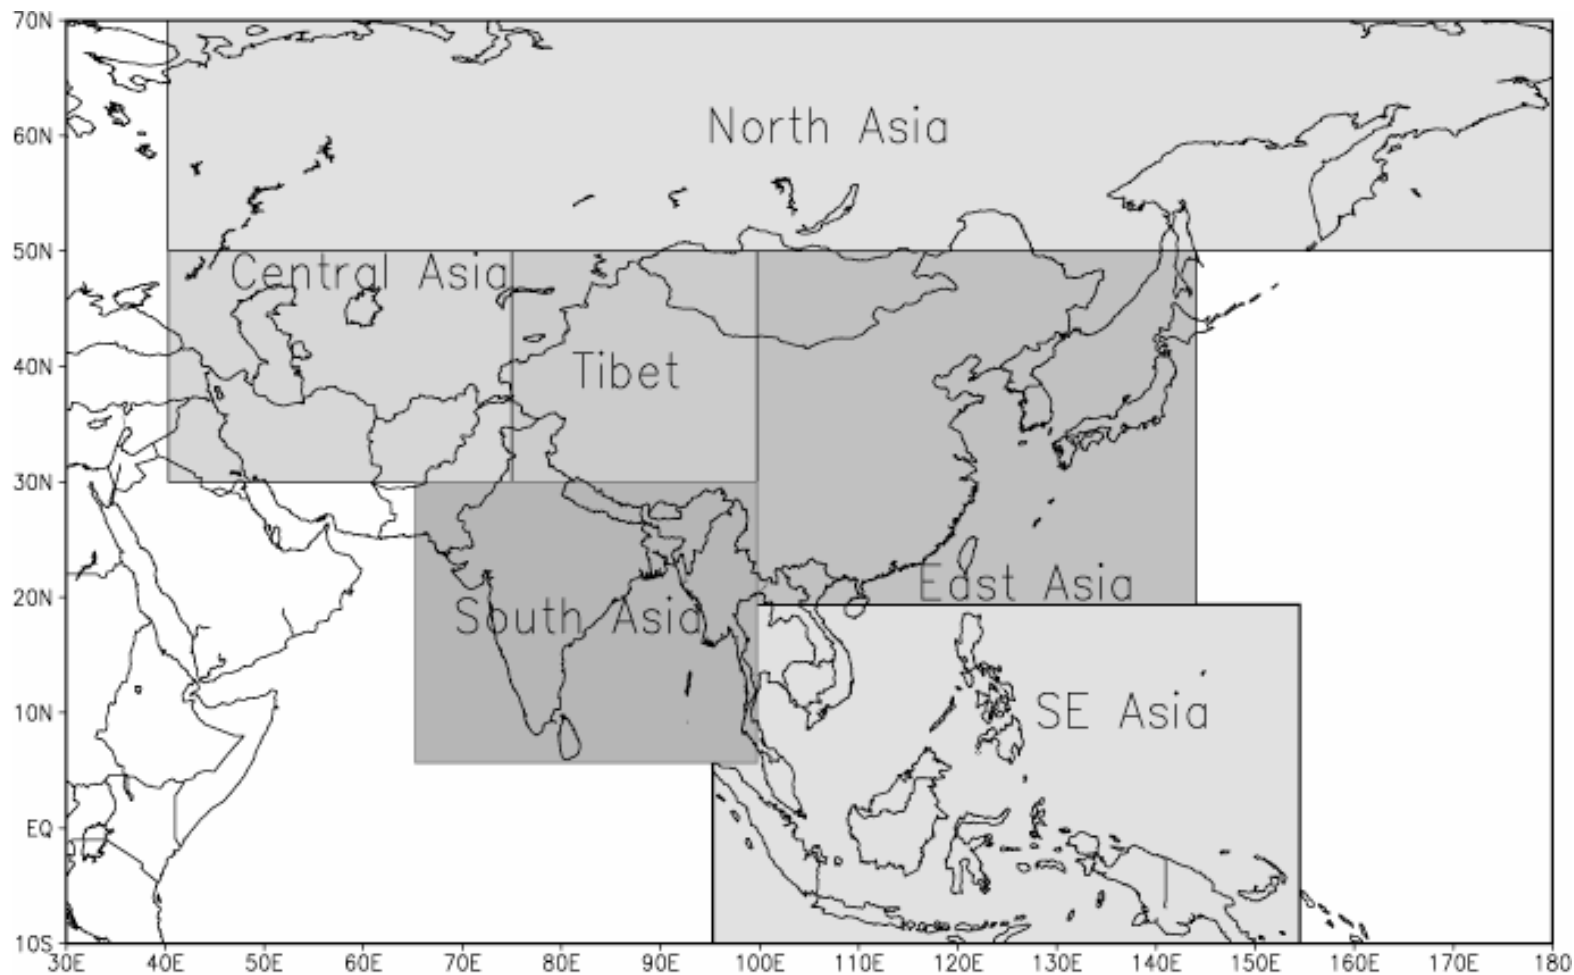 70N
60N
North Asia
50N
Central Asia
40N
Tibet
30N
20N
East Asia
South Asia
10N
SE Asia
EQ
10S
30E 40E 50E 60E 70E 80E 90E 100E 110E 120E 130E 140E 150E 160E 170E 180